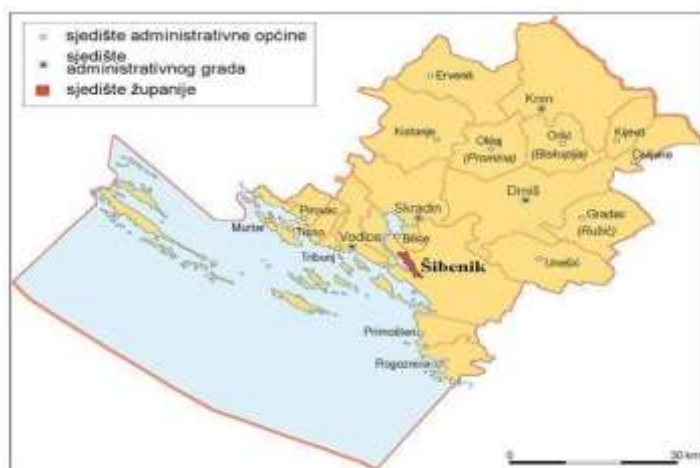 sjedište administrativne općine
sjedište
administrativnog grada
sjedište županije
Ervenik
Knin
Kistanje
Oklaj
(Promina)
Orlić
(Biskupija)
Kijevo
Civljane
Skradin
Drniš
Pirovac
Murter
Tisno
Vodice
Bilice
Gradac
(Ružić)
Tribunj
Šibenik
Unešić
Primošten
Rogoznica
0
30 km